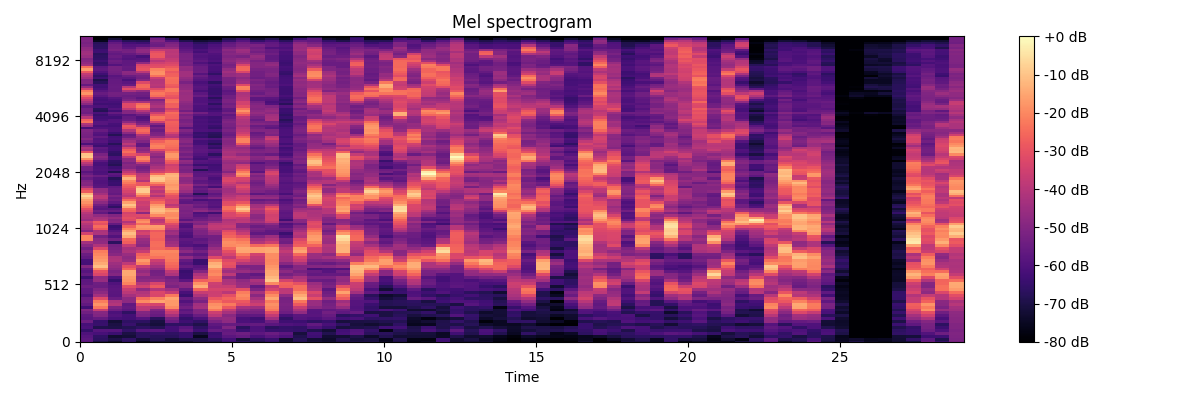 Mel spectrogram
Hz
8192
4096
2048
1024
512
0
0 5 10 15 20 25
Time
+0 dB
-10 dB
-20 dB
-30 dB
-40 dB
-50 dB
-60 dB
-70 dB
-80 dB